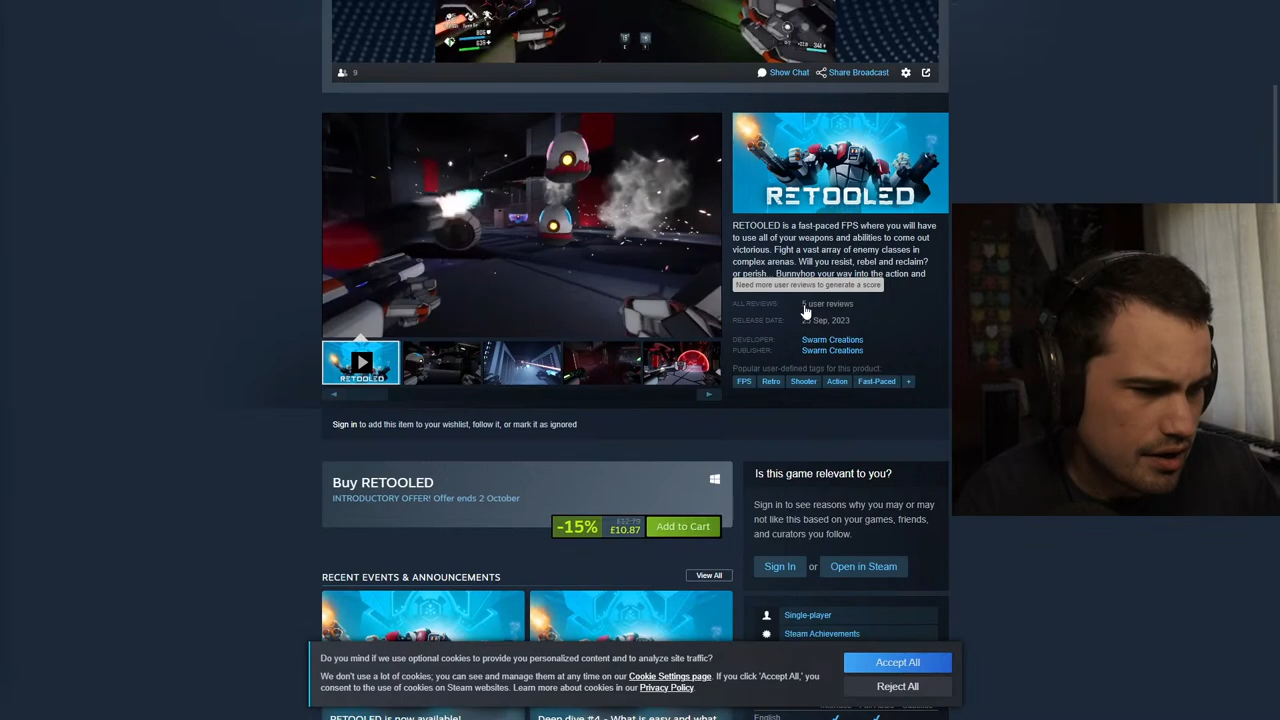 805
636
341
9
Show Chat
Share Broadcast
RETOOLED
RETOOLED is a fast-paced FPS where you will have
to use all of your weapons and abilities to come out
victorious. Fight a vast array of enemy classes in
complex arenas. Will you resist, rebel and reclaim?
or perish... Bunnyhop your way into the action and
Need more user reviews to generate a score
ALL REVIEWS:
5 user reviews
RELEASE DATE:
Sep, 2023
DEVELOPER:
Swarm Creations
PUBLISHER:
Swarm Creations
RETOOLED
Popular user-defined tags for this product:
FPS
Retro
Shooter
Action
Fast-Paced
+
Sign in to add this item to your wishlist, follow it, or mark it as ignored
Buy RETOOLED
INTRODUCTORY OFFER! Offer ends 2 October
-15%
£12.79
£10.87
Add to Cart
Is this game relevant to you?
Sign in to see reasons why you may or
may not like this based on your games, friends,
and curators you follow.
Sign In
or
Open in Steam
RECENT EVENTS & ANNOUNCEMENTS
View All
Single-player
Steam Achievements
Do you mind if we use optional cookies to provide you personalized content and to analyze site traffic?
We don't use a lot of cookies; you can see and manage them at any time on our Cookie Settings page. If you click 'Accept All,' you
consent to the use of cookies on Steam websites. Learn more about cookies in our Privacy Policy.
Accept All
Reject All
RETOOLED is now available!
Deep dive #4 - What is easy and what
English